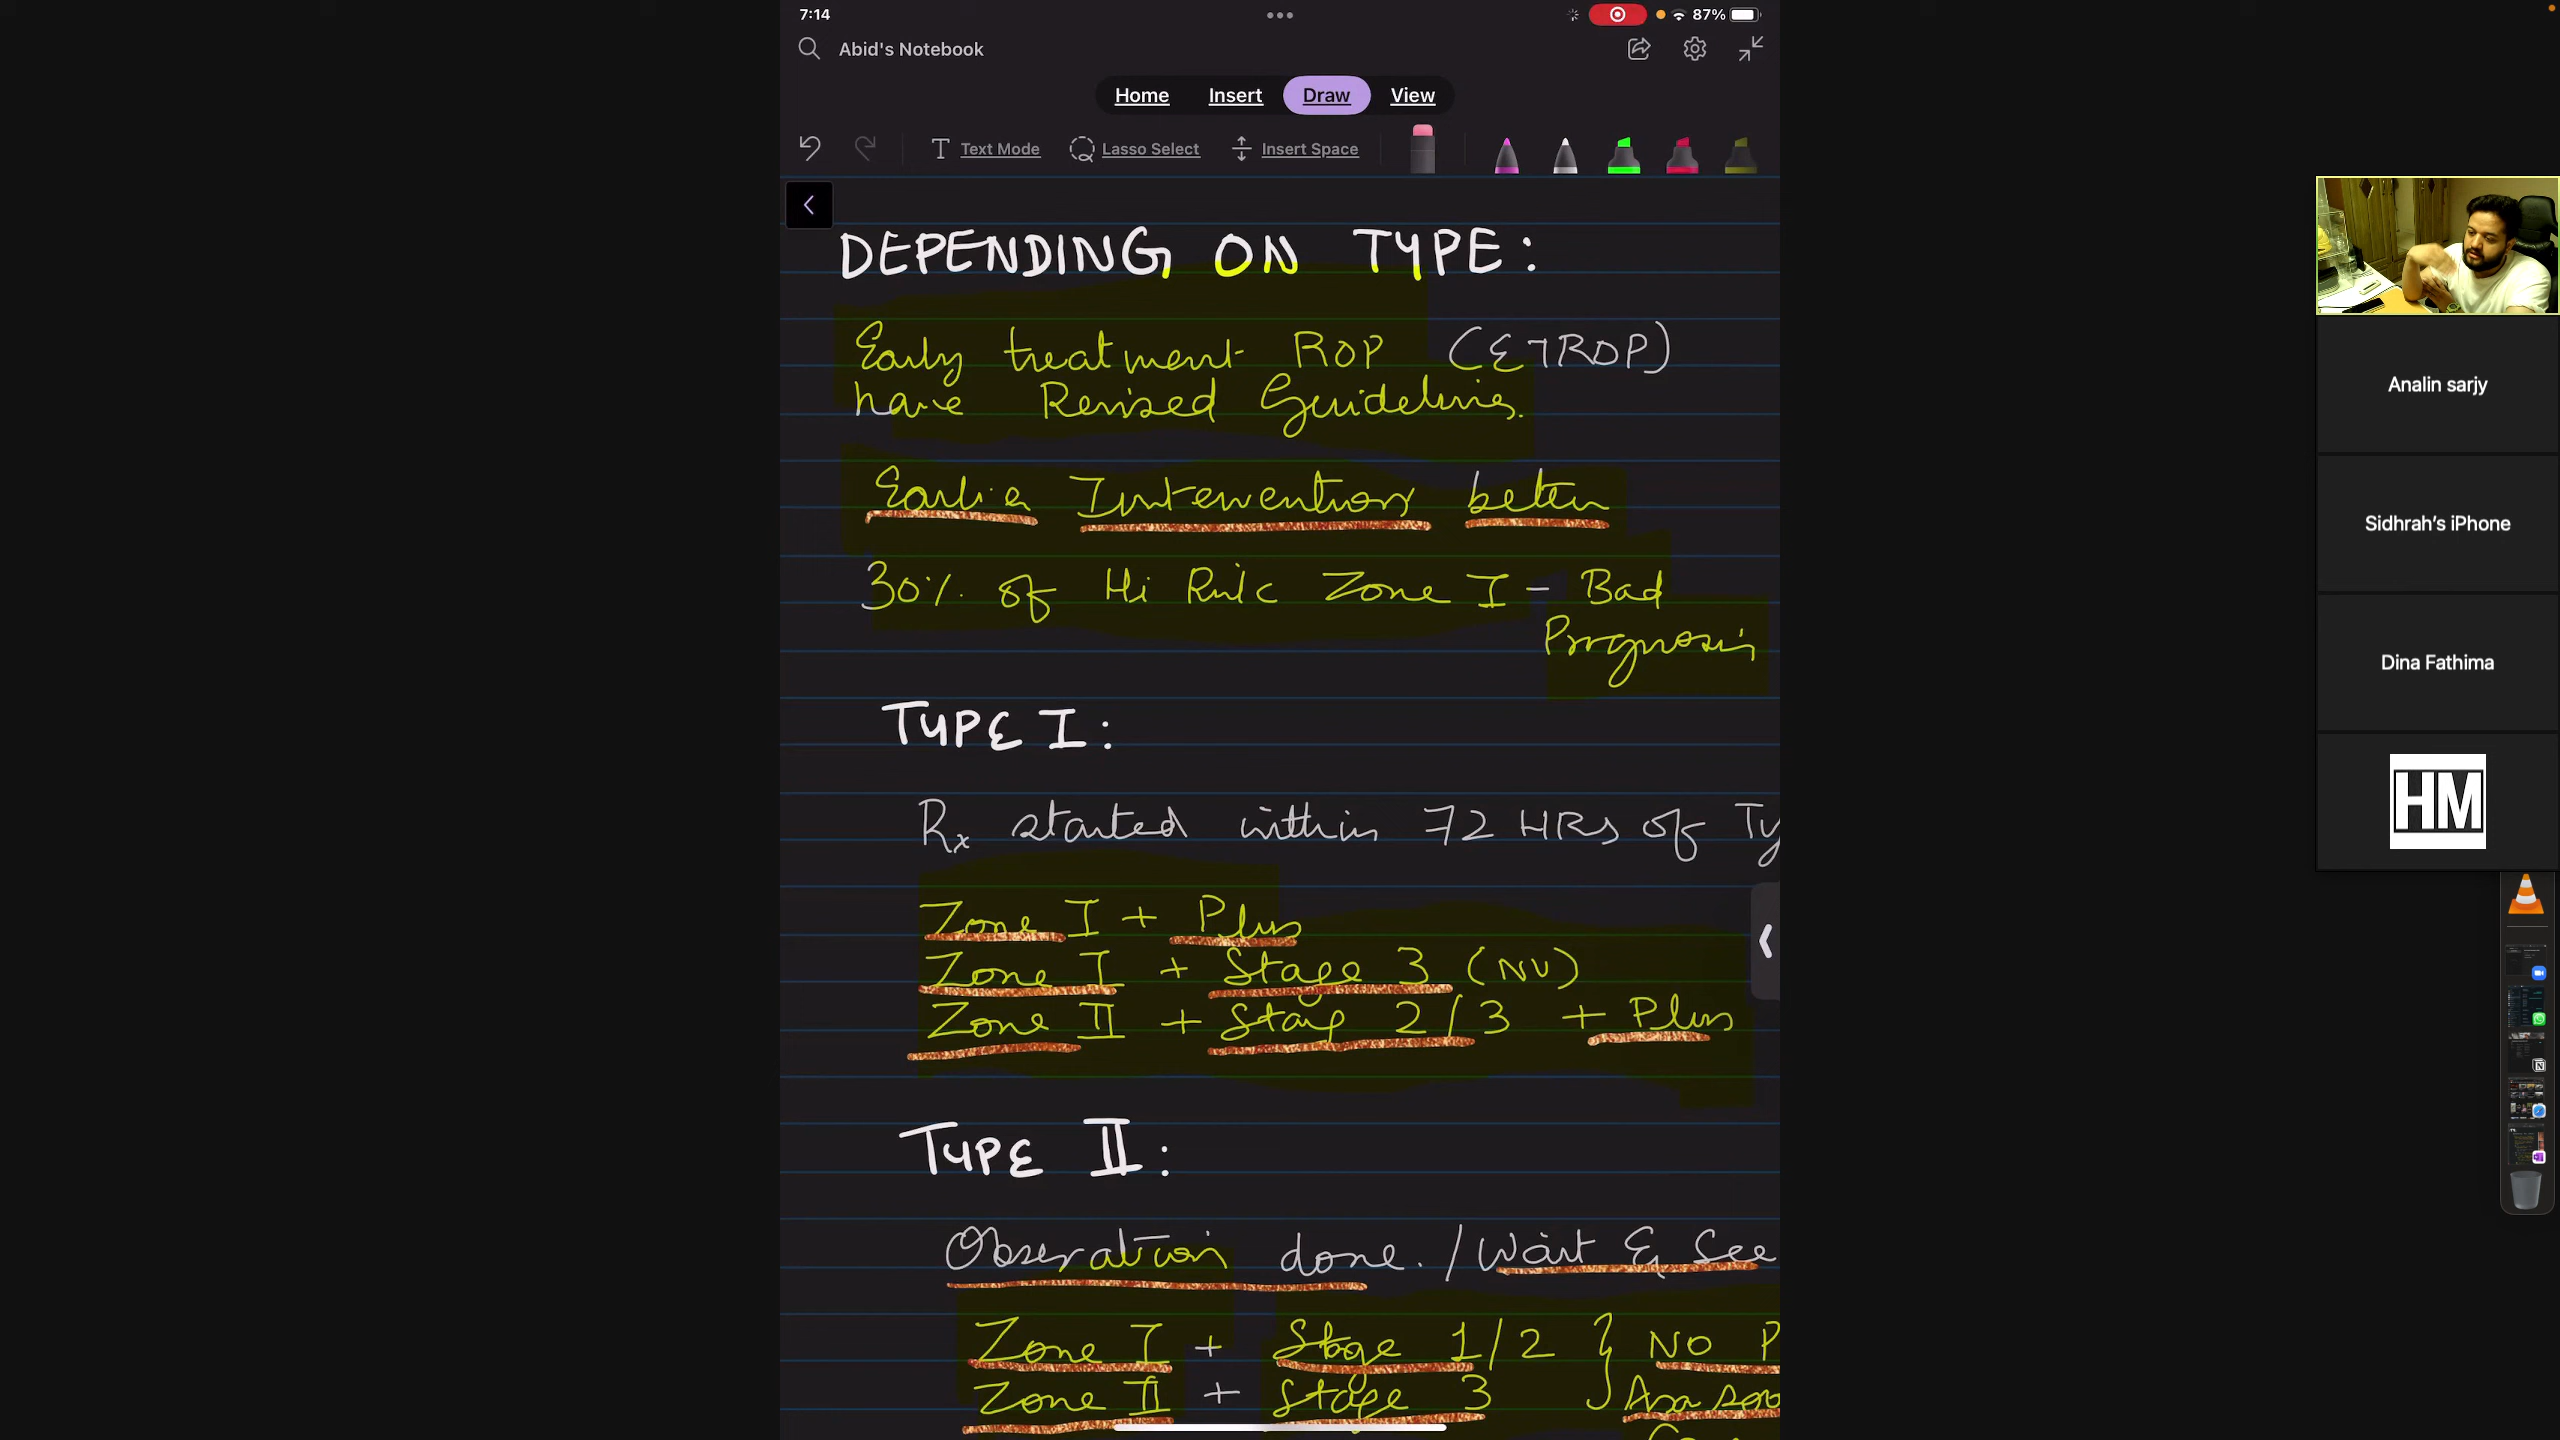 7:14
87%
Abid's Notebook
Home Insert Draw View
Text Mode Lasso Select Insert Space
DEPENDING ON TYPE:
Early treatment ROP (ETROP)
have Revised Guidelines.
Earlier Intervention better
30% of Hi Risk Zone I - Bad
Prognosis
TYPE I:
Rx started within 72 HRS of Ty
Zone I + Plus
Zone I + Stage 3 (NV)
Zone II + Stage 2/3 + Plus
TYPE II:
Observation done. / Wait & See
Zone I + Stage 1/2 } NO P
Zone II + Stage 3
Analin sarjy
Sidhrah's iPhone
Dina Fathima
HM